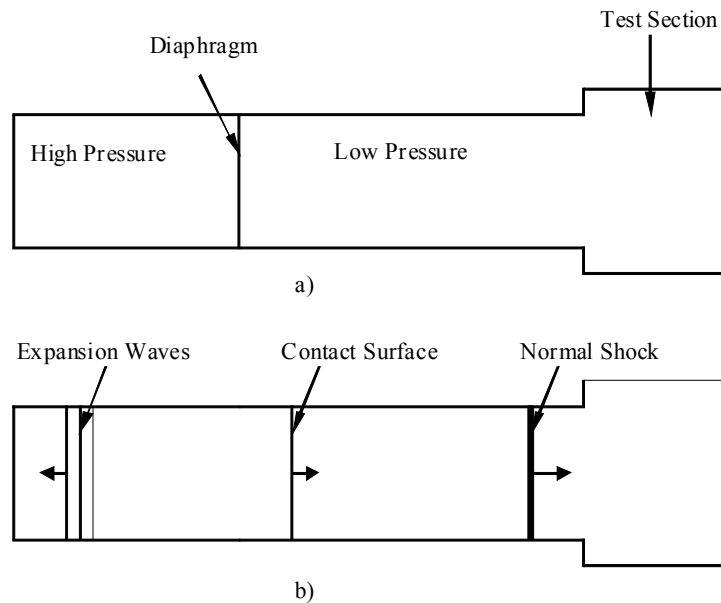 Test Section
Diaphragm
High Pressure
Low Pressure
a)
Expansion Waves
Contact Surface
Normal Shock
b)